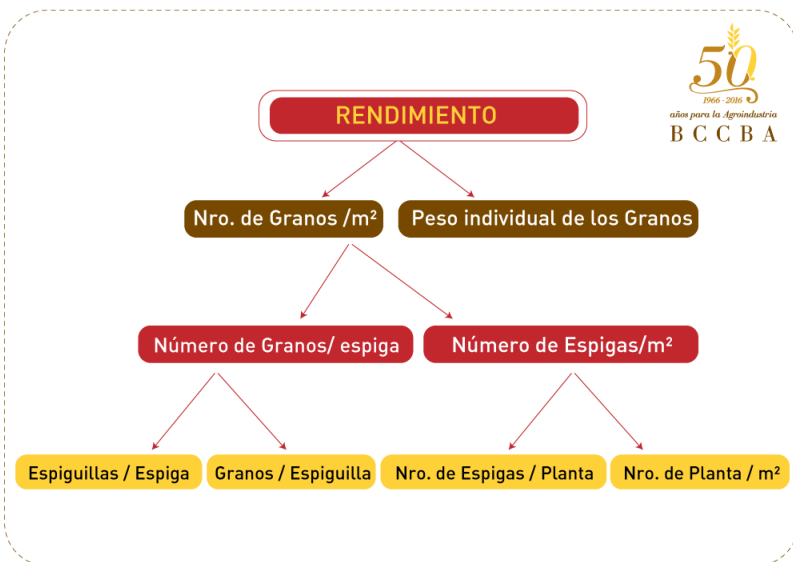 50
1966 - 2016
años para la Agroindustria
BCCBA
RENDIMIENTO
Nro. de Granos /m²
Peso individual de los Granos
Número de Granos/ espiga
Número de Espigas/m²
Espiguillas / Espiga
Granos / Espiguilla
Nro. de Espigas / Planta
Nro. de Planta / m²